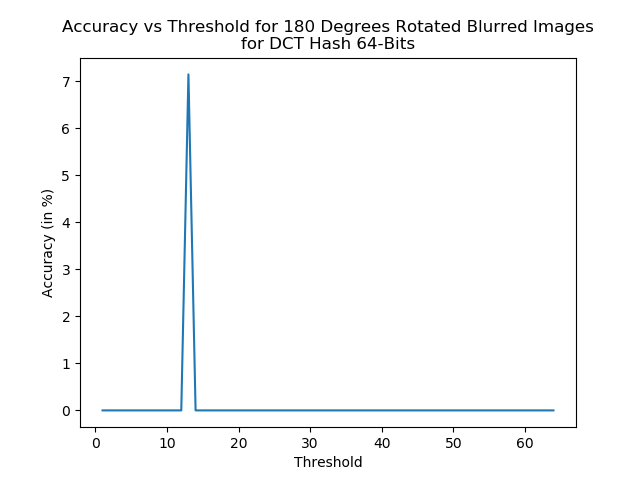 Accuracy vs Threshold for 180 Degrees Rotated Blurred Images
for DCT Hash 64-Bits
Accuracy (in %)
7
6
5
4
3
2
1
0
0 10 20 30 40 50 60
Threshold